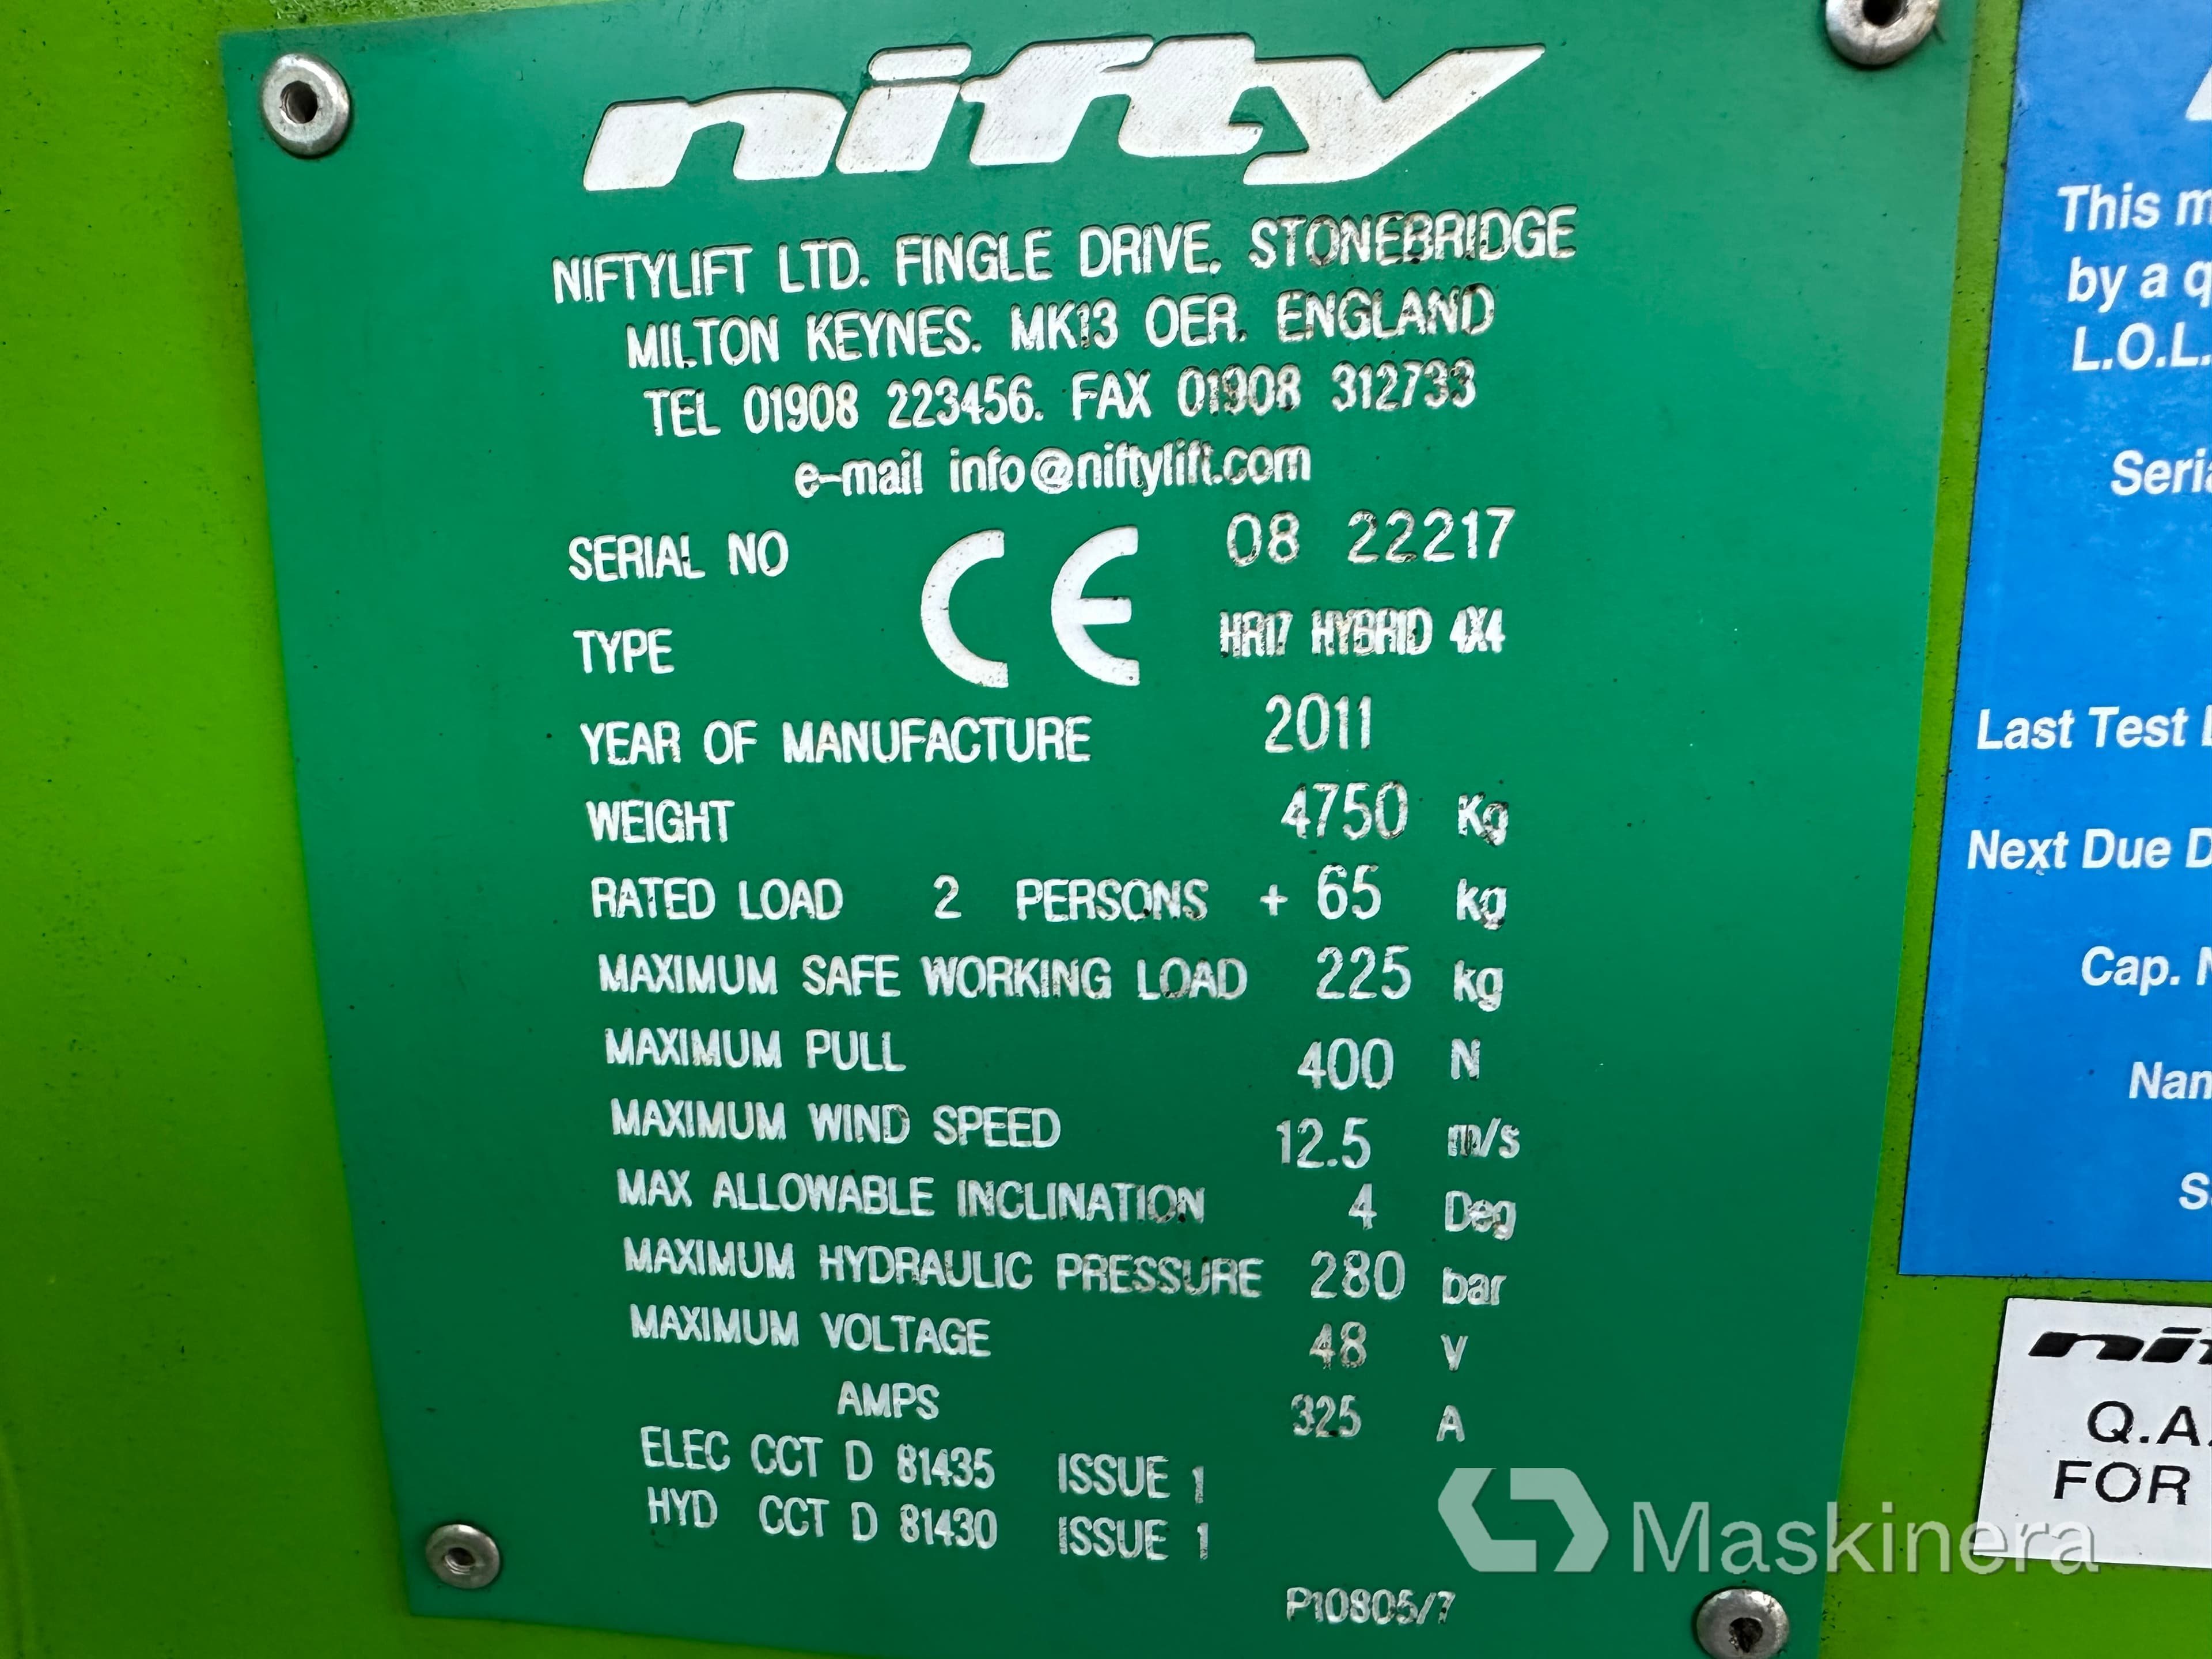 nifty
NIFTYLIFT LTD. FINGLE DRIVE. STONEBRIDGE
MILTON KEYNES. MK13 OER. ENGLAND
TEL 01908 223456. FAX 01908 312733
e-mail info@niftylift.com
SERIAL NO CE 08 22217
TYPE HR17 HYBRID 4X4
YEAR OF MANUFACTURE 2011
WEIGHT 4750 Kg
RATED LOAD 2 PERSONS + 65 kg
MAXIMUM SAFE WORKING LOAD 225 kg
MAXIMUM PULL 400 N
MAXIMUM WIND SPEED 12.5 m/s
MAX ALLOWABLE INCLINATION 4 Deg
MAXIMUM HYDRAULIC PRESSURE 280 bar
MAXIMUM VOLTAGE 48 V
AMPS 325 A
ELEC CCT D 81435 ISSUE 1
HYD CCT D 81430 ISSUE 1
P10805/7
This
by a
L.O.L.
Last Test
Next Due
Cap.
Q.A.
FOR
Maskinera